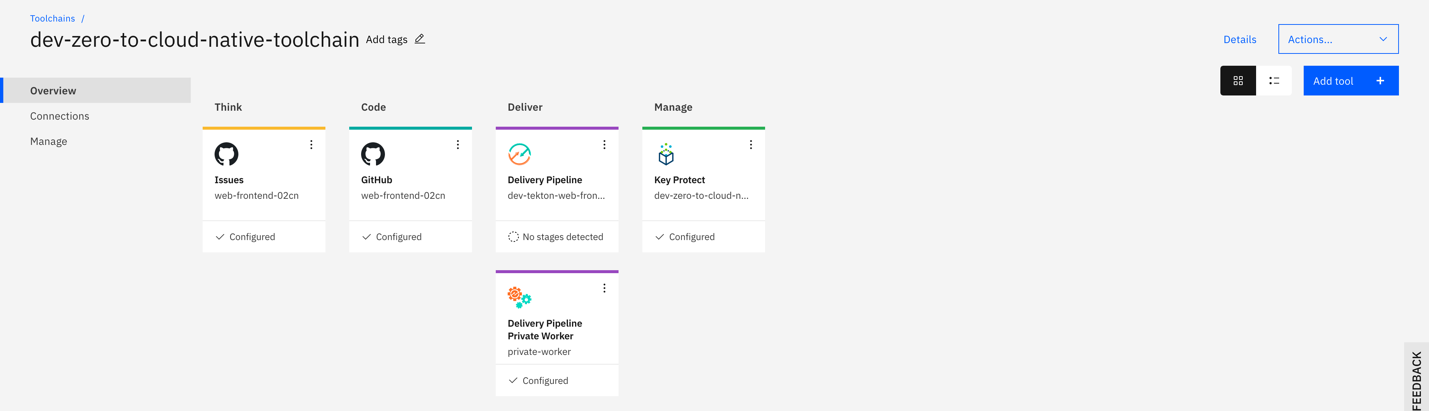 Toolchains /
dev-zero-to-cloud-native-toolchain Add tags
Details
Actions...
Add tool +
Overview
Connections
Manage
Think
Code
Deliver
Manage
Issues
web-frontend-02cn
Configured
GitHub
web-frontend-02cn
Configured
Delivery Pipeline
dev-tekton-web-fron...
No stages detected
Key Protect
dev-zero-to-cloud-n...
Configured
Delivery Pipeline
Private Worker
private-worker
Configured
FEEDBACK